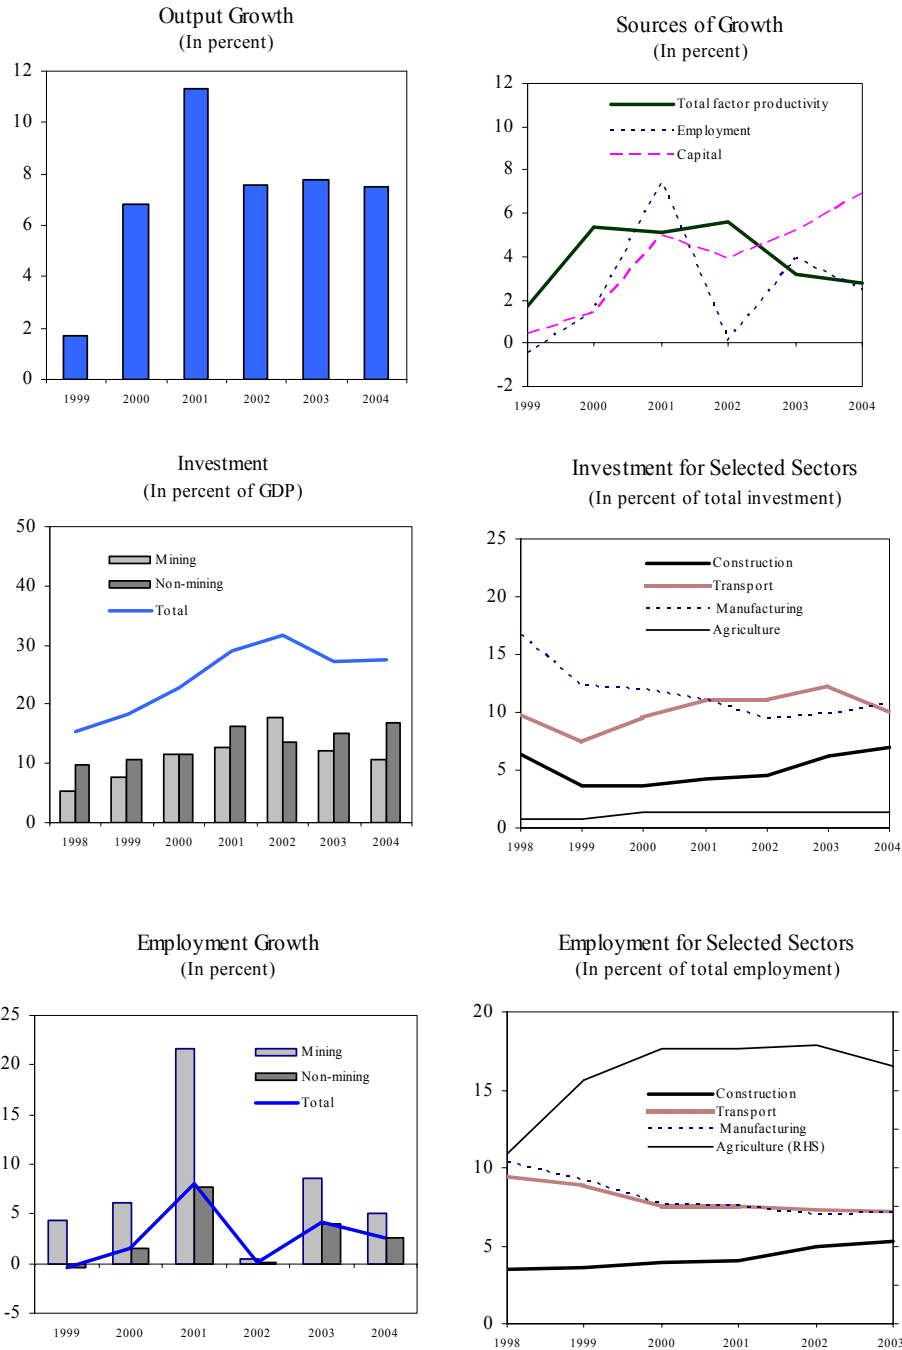 Output Growth
(In percent)
12
10
8
6
4
2
0
1999 2000 2001 2002 2003 2004
Sources of Growth
(In percent)
12
10
8
6
4
2
0
-2
Total factor productivity
Employment
Capital
1999 2000 2001 2002 2003 2004
Investment
(In percent of GDP)
50
40
30
20
10
0
Mining
Non-mining
Total
1998 1999 2000 2001 2002 2003 2004
Investment for Selected Sectors
(In percent of total investment)
25
20
15
10
5
0
Construction
Transport
Manufacturing
Agriculture
1998 1999 2000 2001 2002 2003 2004
Employment Growth
(In percent)
25
20
15
10
5
0
-5
Mining
Non-mining
Total
1999 2000 2001 2002 2003 2004
Employment for Selected Sectors
(In percent of total employment)
20
15
10
5
0
Construction
Transport
Manufacturing
Agriculture (RHS)
1998 1999 2000 2001 2002 2003